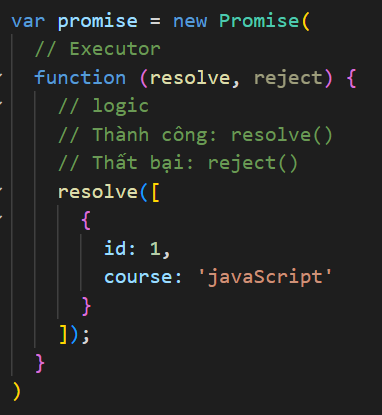 var promise = new Promise(
  // Executor
  function (resolve, reject) {
    // logic
    // Thành công: resolve()
    // Thất bại: reject()
    resolve([
      {
        id: 1,
        course: 'javaScript'
      }
    ]);
  }
)